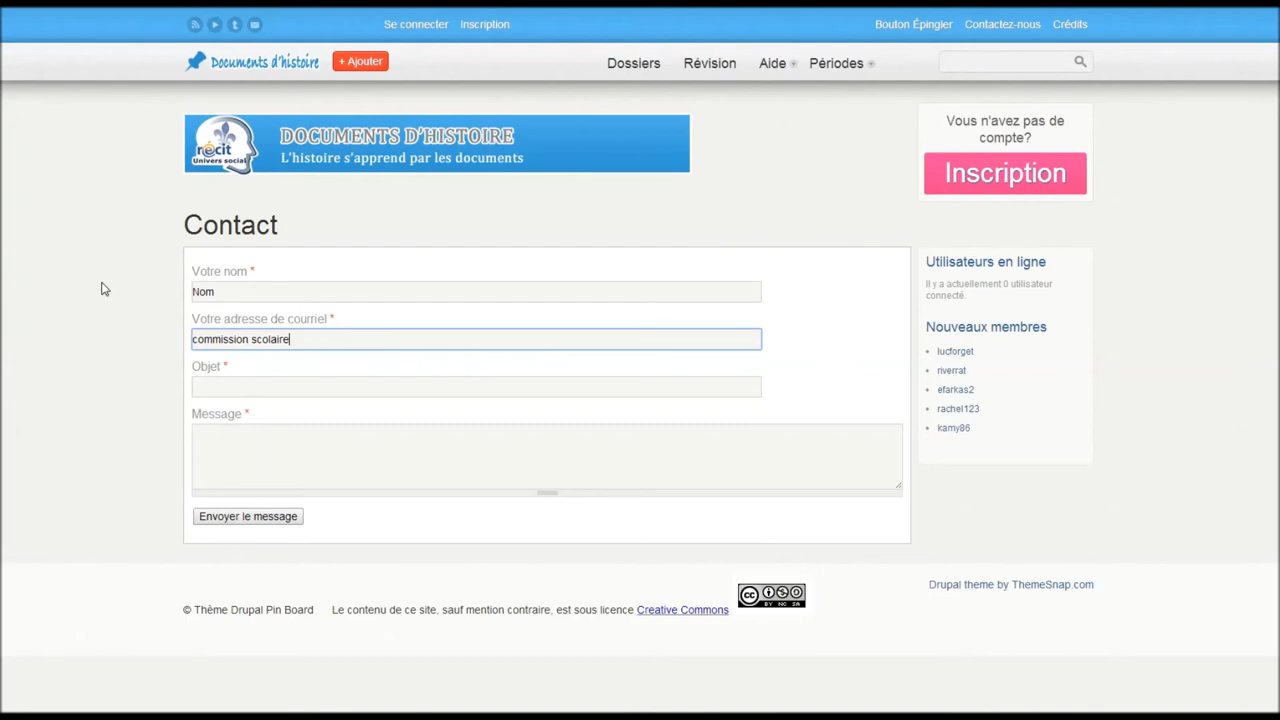 Se connecter Inscription Bouton Épingler Contactez-nous Crédits
Documents d'histoire + Ajouter Dossiers Révision Aide Périodes
récit
Univers social
DOCUMENTS D'HISTOIRE
L'histoire s'apprend par les documents
Vous n'avez pas de
compte?
Inscription
Contact
Votre nom *
Nom
Votre adresse de courriel *
commission scolaire
Objet *
Message *
Envoyer le message
Utilisateurs en ligne
Il y a actuellement 0 utilisateur
connecté.
Nouveaux membres
lucforget
riverrat
efarkas2
rachel123
kamy86
© Thème Drupal Pin Board Le contenu de ce site, sauf mention contraire, est sous licence Creative Commons
cc BY NC SA
Drupal theme by ThemeSnap.com